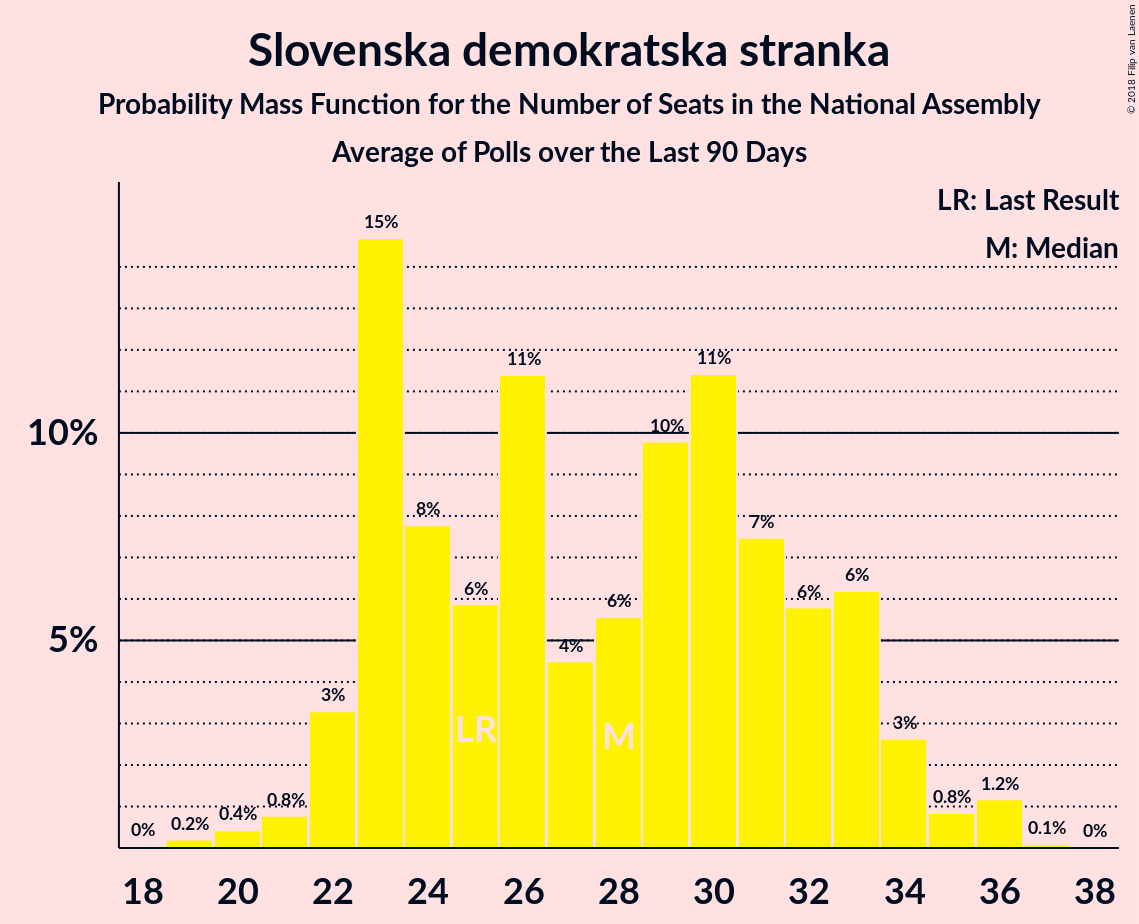 Slovenska demokratska stranka
Probability Mass Function for the Number of Seats in the National Assembly
Average of Polls over the Last 90 Days
© 2018 Filip van Laenen
LR: Last Result
M: Median
15%
11%
11%
10%
10%
8%
7%
6%
6%
6%
6%
5%
4%
3%
3%
LR
M
0%
0.2%
0.4%
0.8%
0.8%
1.2%
0.1%
0%
18 20 22 24 26 28 30 32 34 36 38